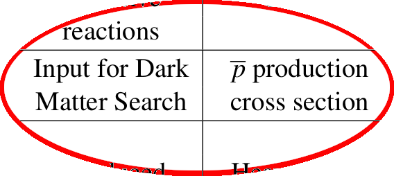 reactions
Input for Dark
Matter Search
p̅ production
cross section